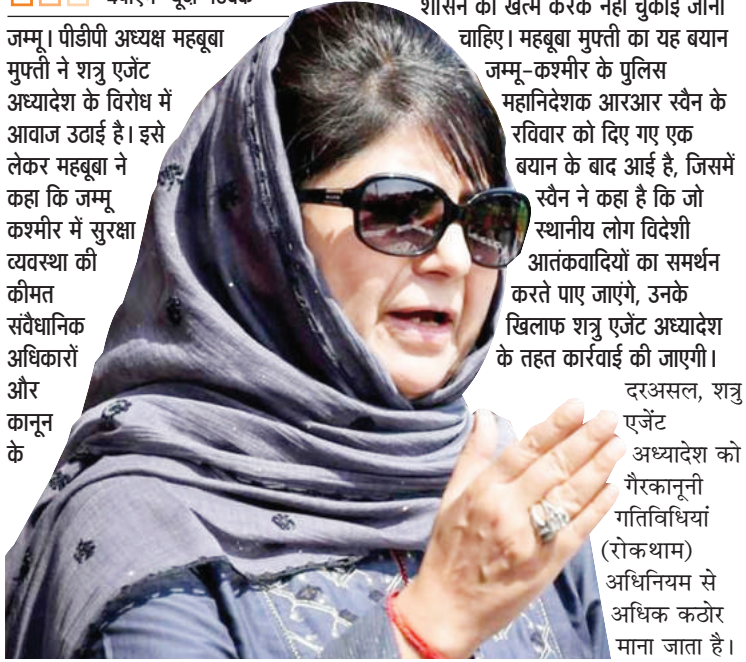 जम्मू। पीडीपी अध्यक्ष महबूबा
मुफ्ती ने शत्रु एजेंट
अध्यादेश के विरोध में
आवाज उठाई है। इसे
लेकर महबूबा ने
कहा कि जम्मू
कश्मीर में सुरक्षा
व्यवस्था की
कीमत
संवैधानिक
अधिकारों
और
कानून
के
शासन को खत्म करके नहीं चुकाई जानी
चाहिए। महबूबा मुफ्ती का यह बयान
जम्मू-कश्मीर के पुलिस
महानिदेशक आरआर स्वैन के
रविवार को दिए गए एक
बयान के बाद आई है, जिसमें
स्वैन ने कहा है कि जो
स्थानीय लोग विदेशी
आतंकवादियों का समर्थन
करते पाए जाएंगे, उनके
खिलाफ शत्रु एजेंट अध्यादेश
के तहत कार्रवाई की जाएगी।
दरअसल, शत्रु
एजेंट
अध्यादेश को
गैरकानूनी
गतिविधियां
(रोकथाम)
अधिनियम से
अधिक कठोर
माना जाता है।